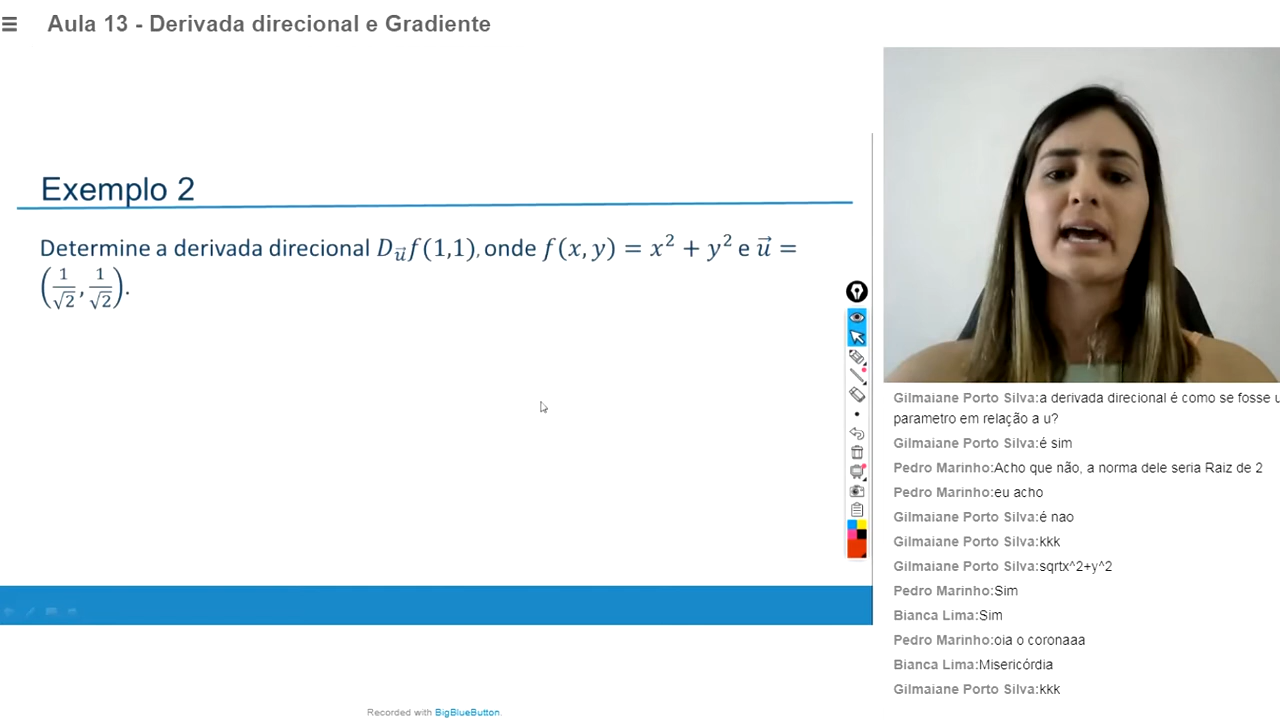 Aula 13 - Derivada direcional e Gradiente
Exemplo 2
Determine a derivada direcional D_{\vec{u}}f(1,1), onde f(x, y) = x² + y² e \vec{u} =
(1/√2, 1/√2).
Gilmaiane Porto Silva:a derivada direcional é como se fosse
parametro em relação a u?
Gilmaiane Porto Silva:é sim
Pedro Marinho:Acho que não, a norma dele seria Raiz de 2
Pedro Marinho:eu acho
Gilmaiane Porto Silva:é nao
Gilmaiane Porto Silva:kkk
Gilmaiane Porto Silva:sqrtx^2+y^2
Pedro Marinho:Sim
Bianca Lima:Sim
Pedro Marinho:oia o coronaaa
Bianca Lima:Misericórdia
Gilmaiane Porto Silva:kkk
Recorded with BigBlueButton.